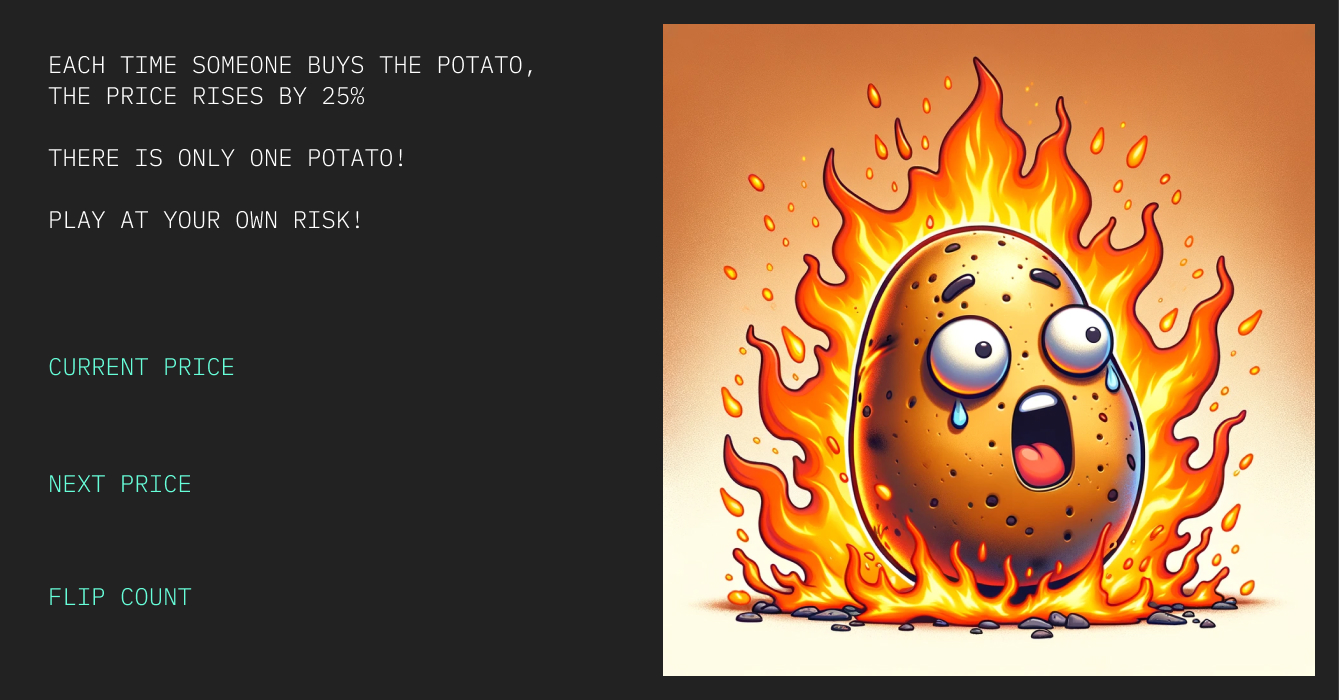 EACH TIME SOMEONE BUYS THE POTATO,
THE PRICE RISES BY 25%
THERE IS ONLY ONE POTATO!
PLAY AT YOUR OWN RISK!
CURRENT PRICE
NEXT PRICE
FLIP COUNT